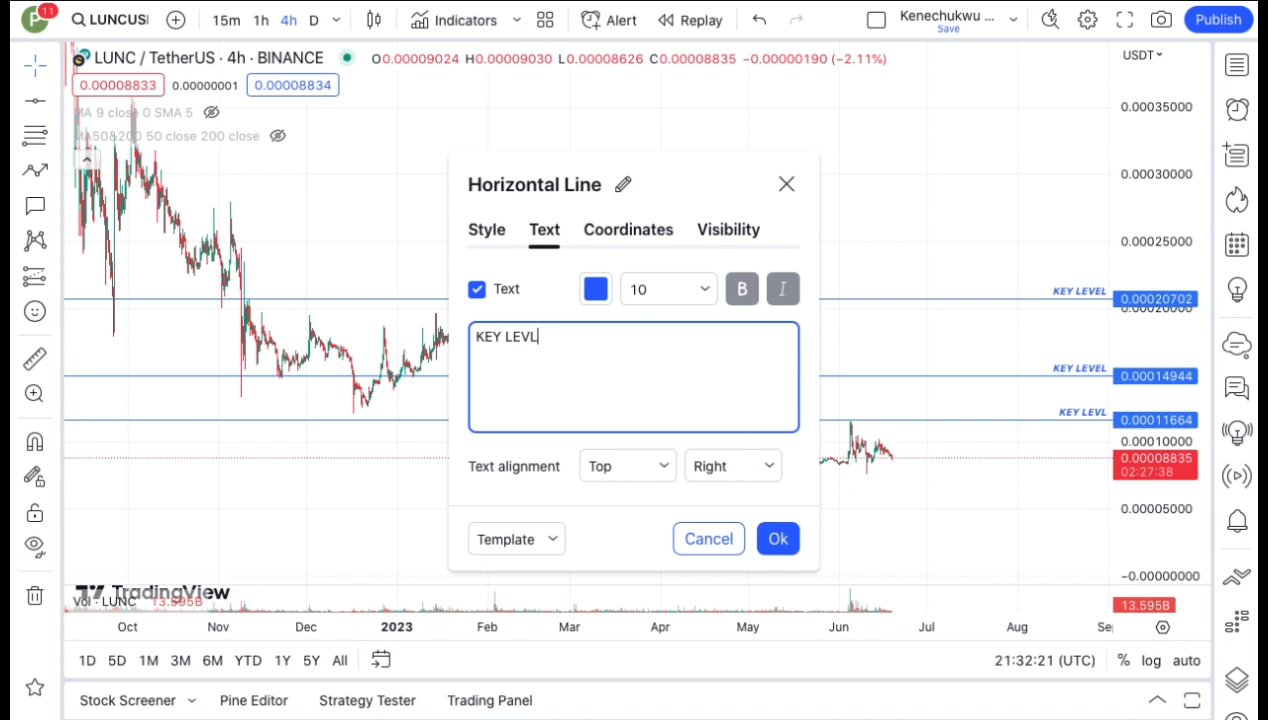 11
P
LUNCUS
15m 1h 4h D
Indicators
Alert
Replay
Kenechukwu ...
Save
Publish
LUNC / TetherUS · 4h · BINANCE
O0.00009024 H0.00009030 L0.00008626 C0.00008835 −0.00000190 (−2.11%)
USDT
0.00008833 0.00000001 0.00008834
MA 9 close 0 SMA 5
MA50&200 50 close 200 close
0.00035000
0.00030000
0.00025000
KEY LEVEL 0.00020702
0.00020000
KEY LEVEL 0.00014944
KEY LEVL 0.00011664
0.00010000
0.00008835
02:27:38
0.00005000
−0.00000000
Horizontal Line
Style Text Coordinates Visibility
Text 10 B I
KEY LEVL
Text alignment Top Right
Template Cancel Ok
TradingView
Vol · LUNC 13.595B
13.595B
Oct Nov Dec 2023 Feb Mar Apr May Jun Jul Aug Se
1D 5D 1M 3M 6M YTD 1Y 5Y All
21:32:21 (UTC) % log auto
Stock Screener Pine Editor Strategy Tester Trading Panel